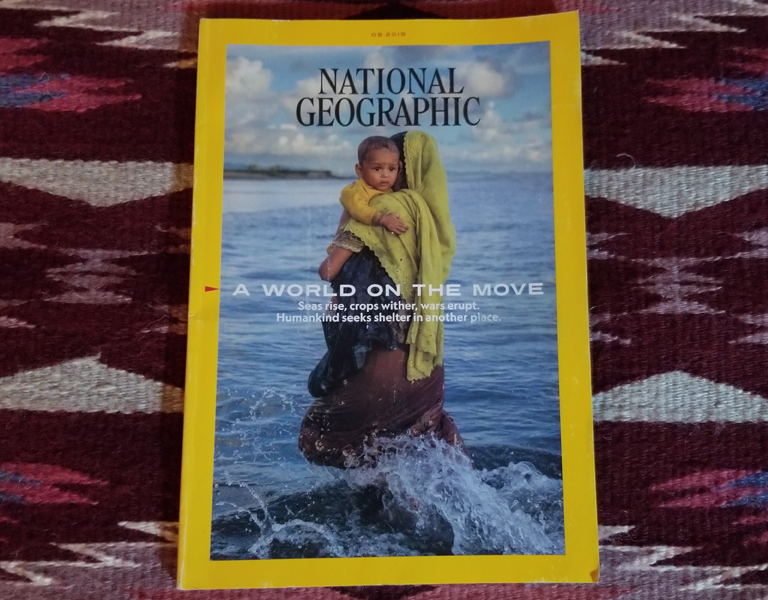 08.2019
NATIONAL
GEOGRAPHIC
A WORLD ON THE MOVE
Seas rise, crops wither, wars erupt.
Humankind seeks shelter in another place.